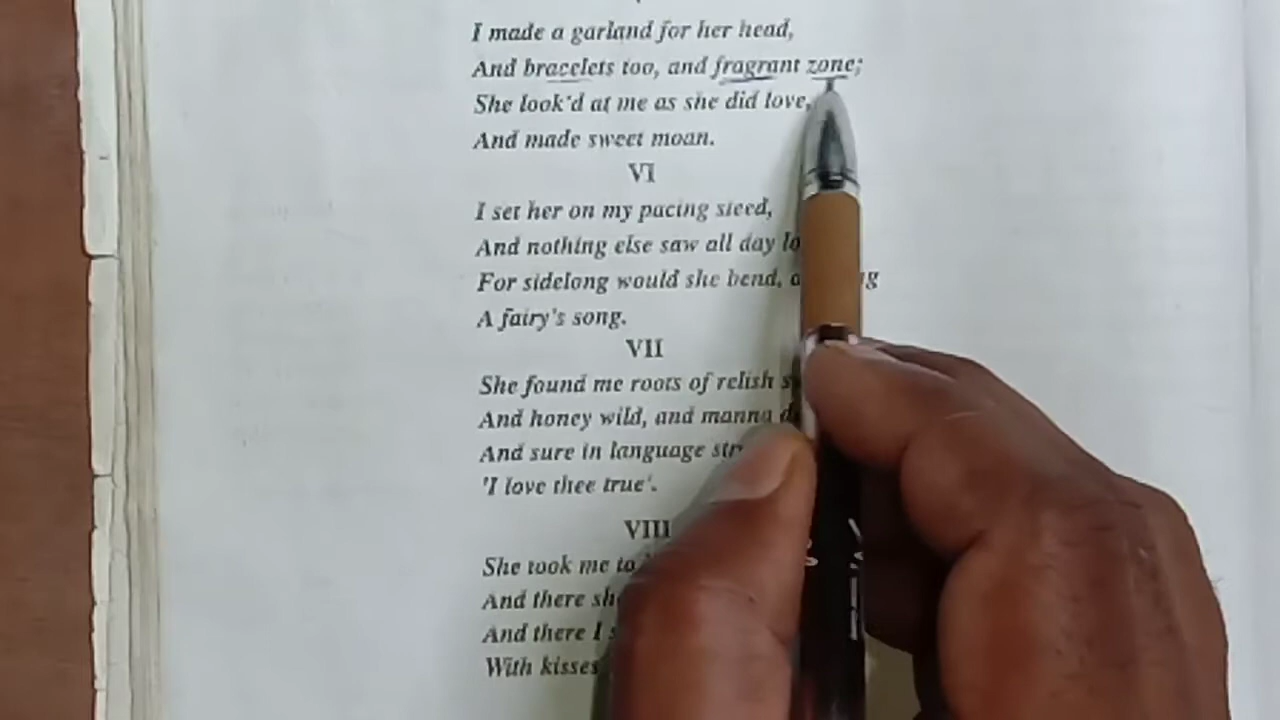 I made a garland for her head,
And bracelets too, and fragrant zone;
She look'd at me as she did love,
And made sweet moan.
VI
I set her on my pacing steed,
And nothing else saw all day
For sidelong would she bend,
A fairy's song.
VII
She found me roots of relish
And honey wild, and manna
And sure in language
'I love thee true'.
VIII
She took me to
And there
And there I
With kisses